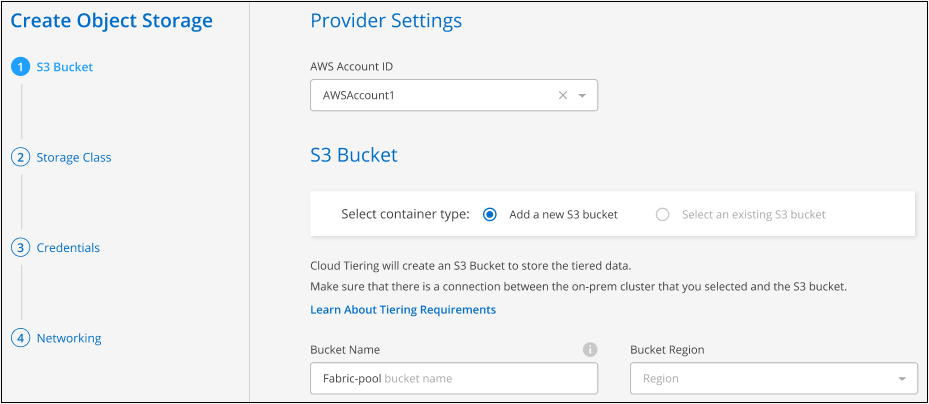 Create Object Storage
1 S3 Bucket
2 Storage Class
3 Credentials
4 Networking
Provider Settings
AWS Account ID
AWSAccount1
S3 Bucket
Select container type: Add a new S3 bucket Select an existing S3 bucket
Cloud Tiering will create an S3 Bucket to store the tiered data.
Make sure that there is a connection between the on-prem cluster that you selected and the S3 bucket.
Learn About Tiering Requirements
Bucket Name
Fabric-pool bucket name
Bucket Region
Region